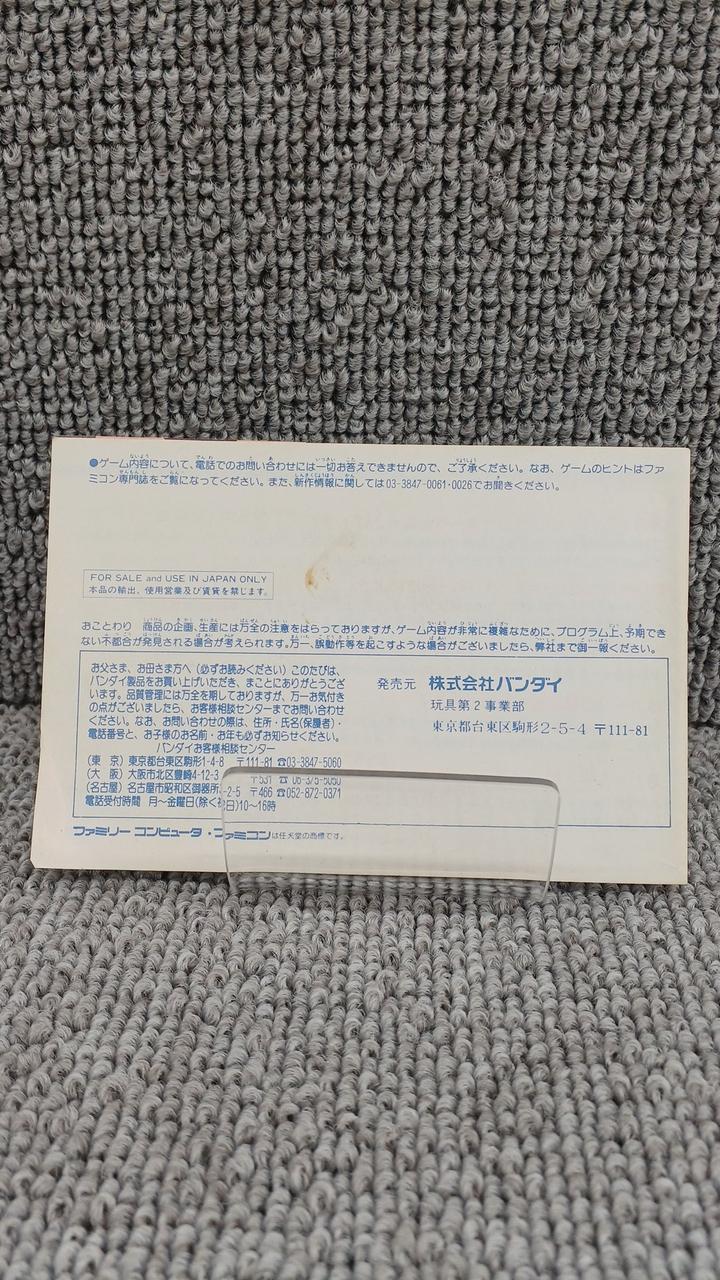 ●ゲーム内容について、電話でのお問い合わせには一切お答えできませんので、ご了承ください。なお、ゲームのヒントはファ
ミコン専門誌をご覧になってください。また、新作情報に関しては03-3847-0061・0026でお聞きください。
FOR SALE and USE IN JAPAN ONLY
本品の輸出、使用営業及び賃貸を禁じます。
おことわり 商品の企画、生産には万全の注意をはらっておりますが、ゲーム内容が非常に複雑なために、プログラム上、予期でき
ない不都合が発見される場合が考えられます。万一、誤動作等を起こすような場合がございましたら、弊社まで御一報ください。
お父さま、お母さま方へ（必ずお読みください）このたびは、
バンダイ製品をお買い上げいただき、まことにありがとうござ
います。品質管理には万全を期しておりますが、万一お気付き
の点がございましたら、お客様相談センターまでお問い合わせ
ください。なお、お問い合わせの際は、住所・氏名（保護者）・
電話番号と、お子様のお名前・お年も必ずお知らせください。
バンダイお客様相談センター
（東　京）東京都台東区駒形1-4-8 〒111-81 ☎03-3847-5060
（大　阪）大阪市北区豊崎4-12-3 〒531 ☎06-375-5050
（名古屋）名古屋市昭和区御器所 -2-5 〒466 ☎052-872-0371
電話受付時間 月〜金曜日（除く祝日）10〜16時
発売元 株式会社バンダイ
玩具第2事業部
東京都台東区駒形2-5-4 〒111-81
ファミリー コンピュータ・ファミコンは任天堂の商標です。